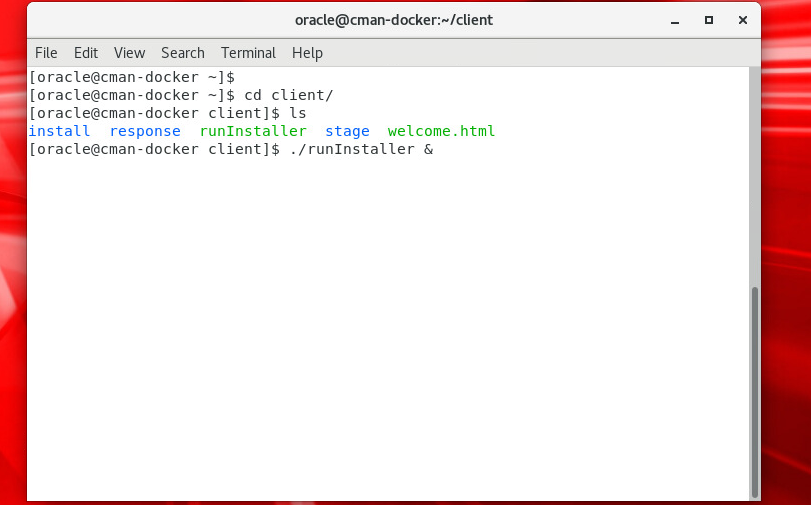 oracle@cman-docker:~/client
File Edit View Search Terminal Help
[oracle@cman-docker ~]$
[oracle@cman-docker ~]$ cd client/
[oracle@cman-docker client]$ ls
install  response  runInstaller  stage  welcome.html
[oracle@cman-docker client]$ ./runInstaller &